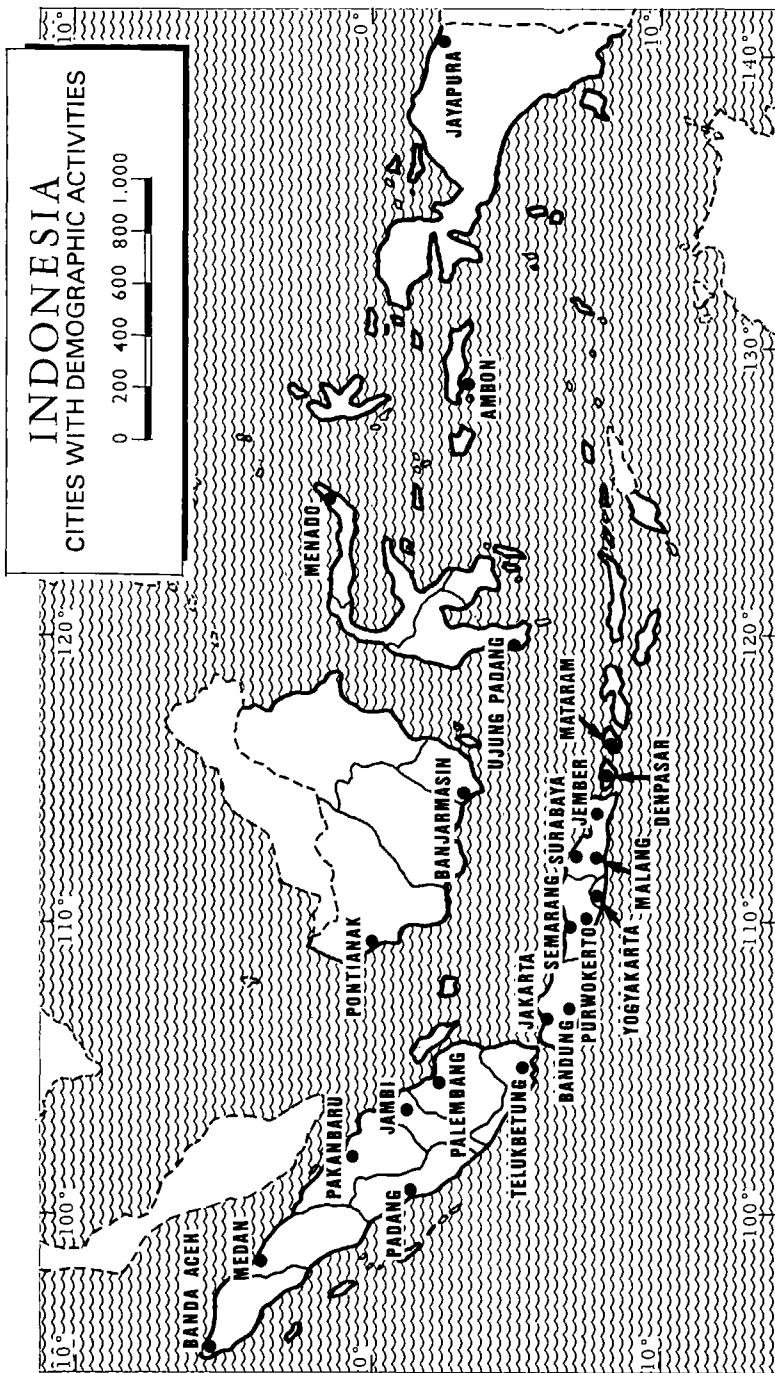 INDONESIA
CITIES WITH DEMOGRAPHIC ACTIVITIES
0 200 400 600 800 1.000
10°
100°
110°
120°
130°
10°
BANDA ACEH
MEDAN
PAKANBARU
JAMBI
PADANG
PALEMBANG
TELUKBETUNG
PONTIANAK
BANJARMASIN
MENADO
UJUNG PADANG
AMBON
JAYAPURA
JAKARTA
BANDUNG
SEMARANG
PURWOKERTO
YOGYAKARTA
SURABAYA
MALANG
JEMBER
DENPASAR
MATARAM
0°
0°
10°
100°
110°
120°
130°
140°
10°